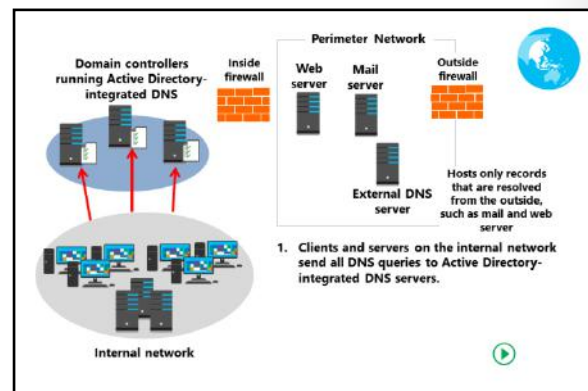 Domain controllers
running Active Directory-
integrated DNS
Inside
firewall
Perimeter Network
Web
server
Mail
server
Outside
firewall
External DNS
server
Hosts only records
that are resolved
from the outside,
such as mail and web
server
1. Clients and servers on the internal network
send all DNS queries to Active Directory-
integrated DNS servers.
Internal network